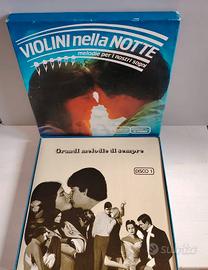 VIOLINI nella NOTTE
melodie per i nostri sogni
Grandi melodie di sempre
DISCO 1
subito